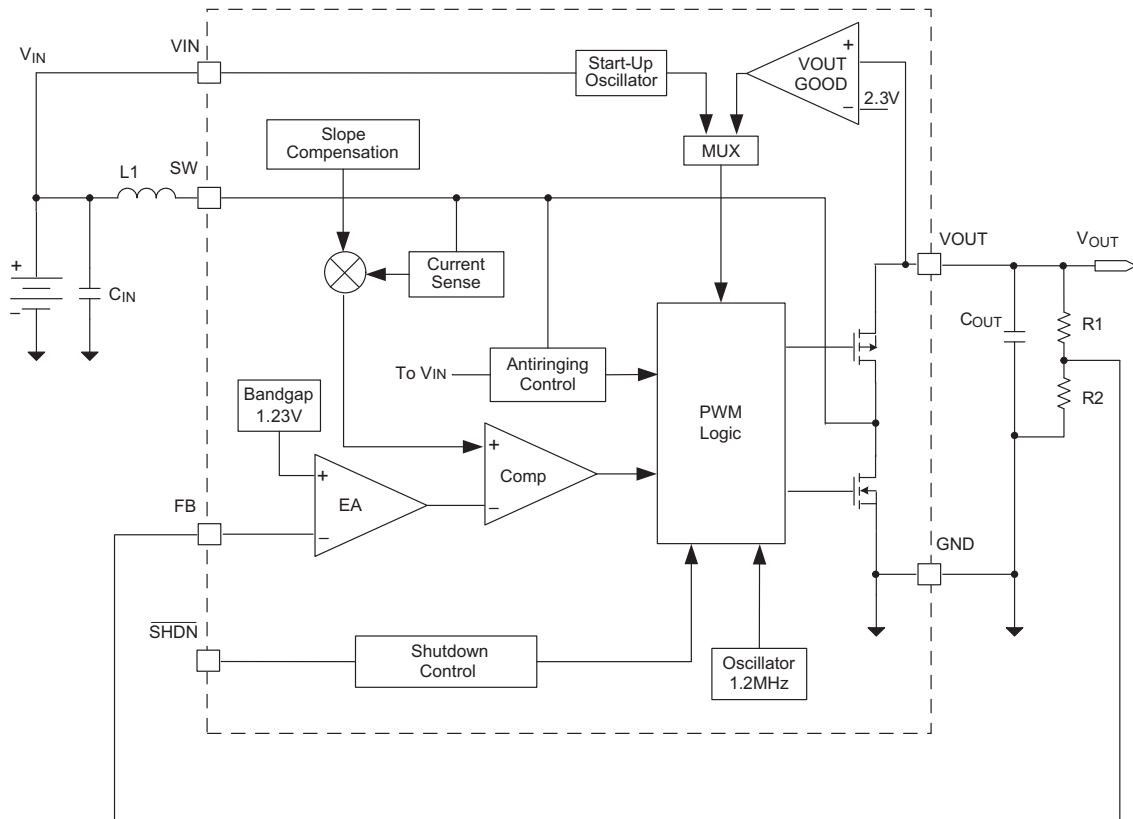 VIN
VIN
Start-Up
Oscillator
+
VOUT
GOOD
−
2.3V
Slope
Compensation
MUX
L1
SW
VOUT
VOUT
Current
Sense
+
−
CIN
COUT
R1
To VIN
Antiringing
Control
R2
Bandgap
1.23V
PWM
Logic
+
Comp
−
+
EA
−
FB
GND
SHDN
Shutdown
Control
Oscillator
1.2MHz